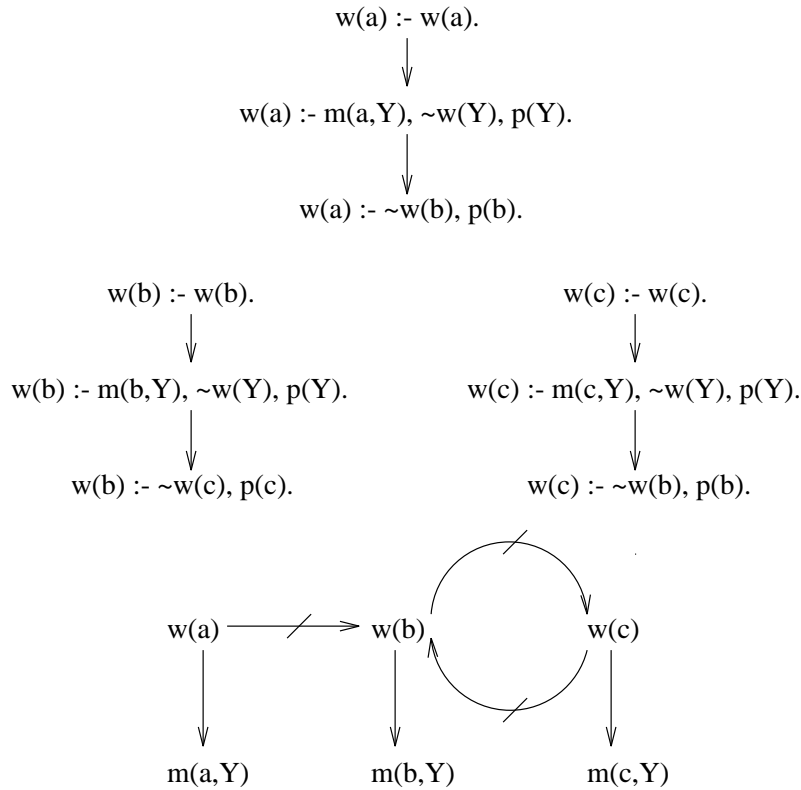 w(a) :- w(a).
w(a) :- m(a,Y), ~w(Y), p(Y).
w(a) :- ~w(b), p(b).
w(b) :- w(b).
w(c) :- w(c).
w(b) :- m(b,Y), ~w(Y), p(Y).
w(c) :- m(c,Y), ~w(Y), p(Y).
w(b) :- ~w(c), p(c).
w(c) :- ~w(b), p(b).
w(a)
w(b)
w(c)
m(a,Y)
m(b,Y)
m(c,Y)